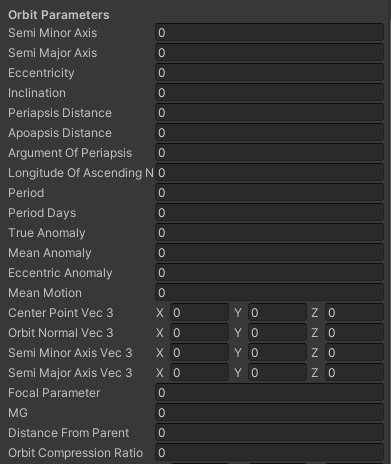 Orbit Parameters
Semi Minor Axis 0
Semi Major Axis 0
Eccentricity 0
Inclination 0
Periapsis Distance 0
Apoapsis Distance 0
Argument Of Periapsis 0
Longitude Of Ascending N 0
Period 0
Period Days 0
True Anomaly 0
Mean Anomaly 0
Eccentric Anomaly 0
Mean Motion 0
Center Point Vec 3 X 0 Y 0 Z 0
Orbit Normal Vec 3 X 0 Y 0 Z 0
Semi Minor Axis Vec 3 X 0 Y 0 Z 0
Semi Major Axis Vec 3 X 0 Y 0 Z 0
Focal Parameter 0
MG 0
Distance From Parent 0
Orbit Compression Ratio 0